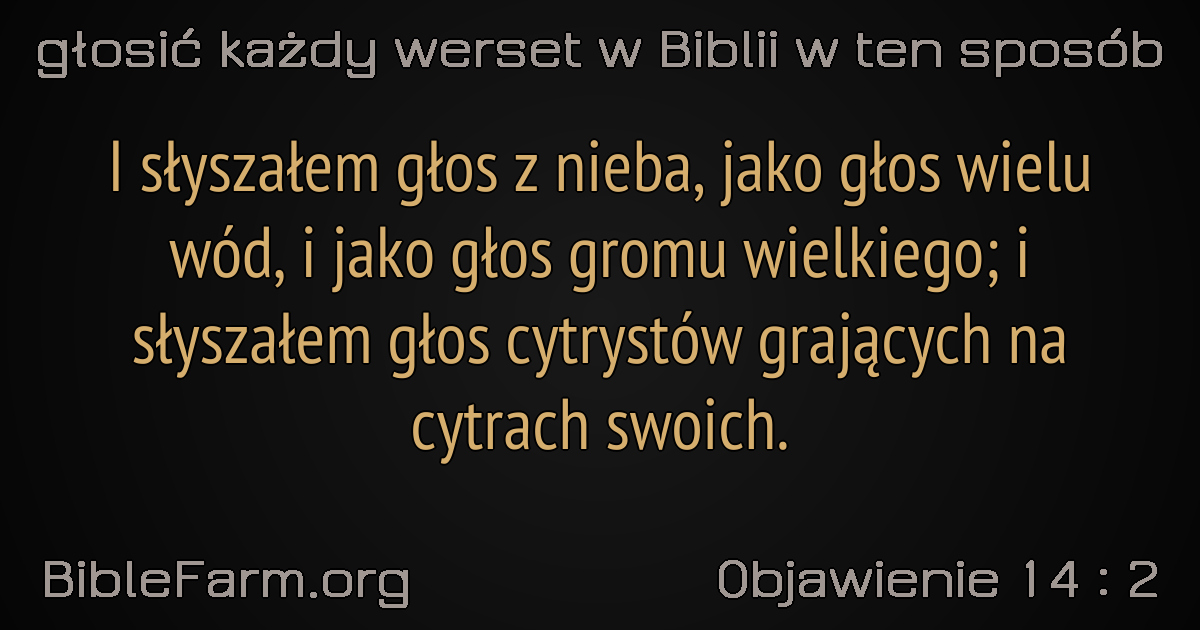 głosić każdy werset w Biblii w ten sposób
I słyszałem głos z nieba, jako głos wielu
wód, i jako głos gromu wielkiego; i
słyszałem głos cytrystów grających na
cytrach swoich.
BibleFarm.org
Objawienie 14 : 2